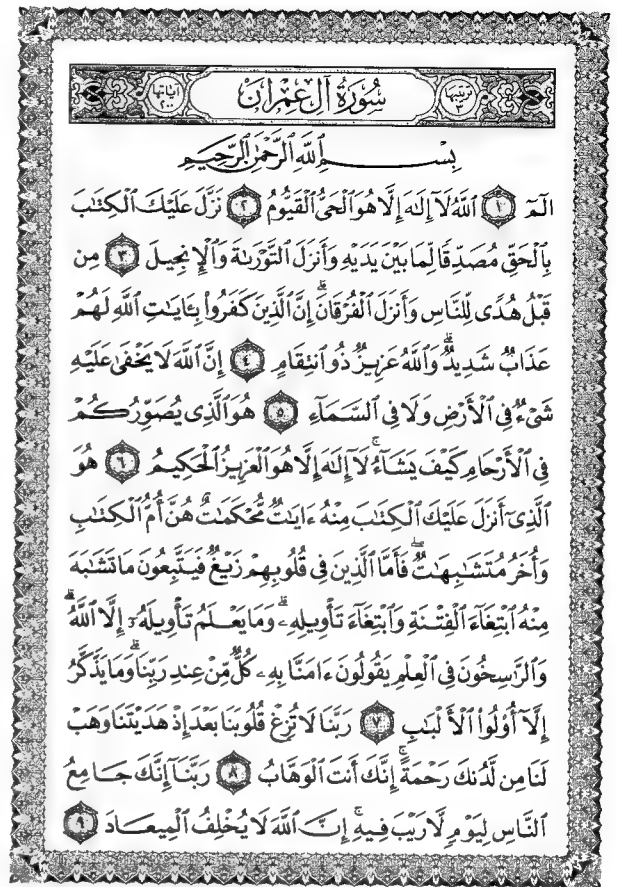 ترتيبها ٣ سُورَةُ آلِ عِمْرَان آياتها ٢٠٠
بِسْمِ ٱللَّهِ ٱلرَّحْمَٰنِ ٱلرَّحِيمِ
الٓمٓ ١ ٱللَّهُ لَآ إِلَٰهَ إِلَّا هُوَ ٱلْحَىُّ ٱلْقَيُّومُ ٢ نَزَّلَ عَلَيْكَ ٱلْكِتَٰبَ
بِٱلْحَقِّ مُصَدِّقًا لِّمَا بَيْنَ يَدَيْهِ وَأَنزَلَ ٱلتَّوْرَىٰةَ وَٱلْإِنجِيلَ ٣ مِن
قَبْلُ هُدًى لِّلنَّاسِ وَأَنزَلَ ٱلْفُرْقَانَ ۗ إِنَّ ٱلَّذِينَ كَفَرُوا۟ بِـَٔايَٰتِ ٱللَّهِ لَهُمْ
عَذَابٌ شَدِيدٌ ۗ وَٱللَّهُ عَزِيزٌ ذُو ٱنتِقَامٍ ٤ إِنَّ ٱللَّهَ لَا يَخْفَىٰ عَلَيْهِ
شَىْءٌ فِى ٱلْأَرْضِ وَلَا فِى ٱلسَّمَآءِ ٥ هُوَ ٱلَّذِى يُصَوِّرُكُمْ
فِى ٱلْأَرْحَامِ كَيْفَ يَشَآءُ ۚ لَآ إِلَٰهَ إِلَّا هُوَ ٱلْعَزِيزُ ٱلْحَكِيمُ ٦ هُوَ
ٱلَّذِىٓ أَنزَلَ عَلَيْكَ ٱلْكِتَٰبَ مِنْهُ ءَايَٰتٌ مُّحْكَمَٰتٌ هُنَّ أُمُّ ٱلْكِتَٰبِ
وَأُخَرُ مُتَشَٰبِهَٰتٌ ۖ فَأَمَّا ٱلَّذِينَ فِى قُلُوبِهِمْ زَيْغٌ فَيَتَّبِعُونَ مَا تَشَٰبَهَ
مِنْهُ ٱبْتِغَآءَ ٱلْفِتْنَةِ وَٱبْتِغَآءَ تَأْوِيلِهِۦ ۗ وَمَا يَعْلَمُ تَأْوِيلَهُۥٓ إِلَّا ٱللَّهُ ۗ
وَٱلرَّٰسِخُونَ فِى ٱلْعِلْمِ يَقُولُونَ ءَامَنَّا بِهِۦ كُلٌّ مِّنْ عِندِ رَبِّنَا ۗ وَمَا يَذَّكَّرُ
إِلَّآ أُو۟لُوا۟ ٱلْأَلْبَٰبِ ٧ رَبَّنَا لَا تُزِغْ قُلُوبَنَا بَعْدَ إِذْ هَدَيْتَنَا وَهَبْ
لَنَا مِن لَّدُنكَ رَحْمَةً ۚ إِنَّكَ أَنتَ ٱلْوَهَّابُ ٨ رَبَّنَآ إِنَّكَ جَامِعُ
ٱلنَّاسِ لِيَوْمٍ لَّا رَيْبَ فِيهِ ۚ إِنَّ ٱللَّهَ لَا يُخْلِفُ ٱلْمِيعَادَ ٩